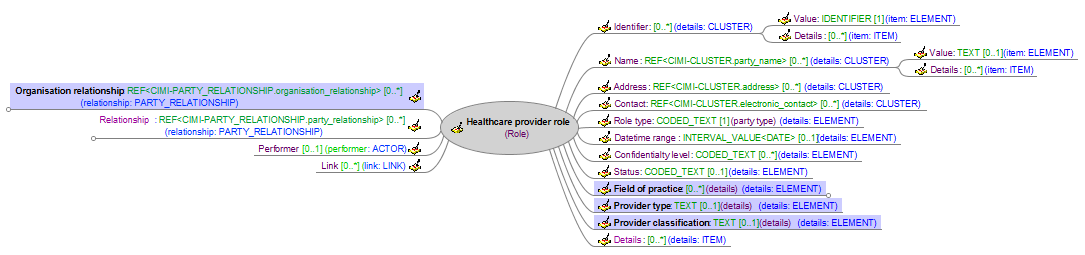 Organisation relationship REF<CIMI-PARTY_RELATIONSHIP.organisation_relationship> [0..*]
(relationship: PARTY_RELATIONSHIP)
Relationship : REF<CIMI-PARTY_RELATIONSHIP.party_relationship> [0..*]
(relationship: PARTY_RELATIONSHIP)
Performer [0..1] (performer: ACTOR)
Link [0..*] (link: LINK)
Healthcare provider role
(Role)
Identifier: [0..*] (details: CLUSTER)
Value: IDENTIFIER [1] (item: ELEMENT)
Details : [0..*] (item: ITEM)
Name : REF<CIMI-CLUSTER.party_name> [0..*] (details: CLUSTER)
Value: TEXT [0..1](item: ELEMENT)
Details : [0..*] (item: ITEM)
Address : REF<CIMI-CLUSTER.address> [0..*] (details: CLUSTER)
Contact: REF<CIMI-CLUSTER.electronic_contact> [0..*] (details: CLUSTER)
Role type: CODED_TEXT [1] (party type) (details: ELEMENT)
Datetime range : INTERVAL_VALUE<DATE> [0..1](details: ELEMENT)
Confidentialty level: CODED_TEXT [0..*](details: ELEMENT)
Status: CODED_TEXT [0..1](details: ELEMENT)
Field of practice [0..*](details) (details: ELEMENT)
Provider type: TEXT [0..1](details) (details: ELEMENT)
Provider classification: TEXT [0..1](details) (details: ELEMENT)
Details : [0..*] (details: ITEM)